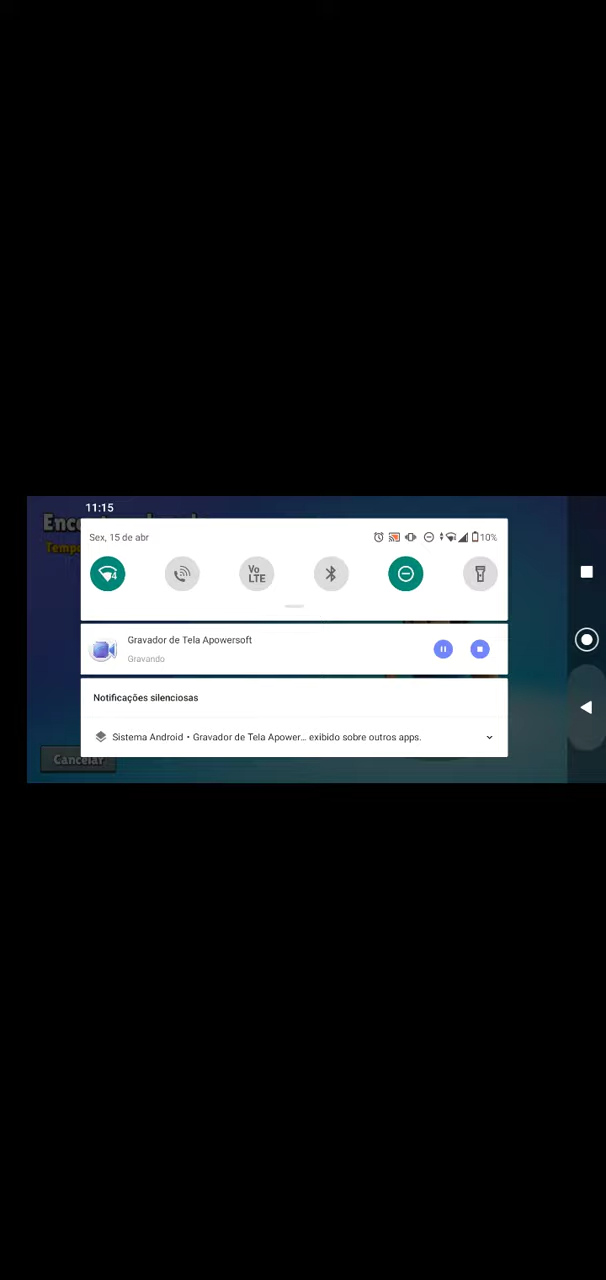 11:15
Sex, 15 de abr
10%
4
Vo
LTE
Gravador de Tela Apowersoft
Gravando
Notificações silenciosas
Sistema Android • Gravador de Tela Apower... exibido sobre outros apps.
Cancelar